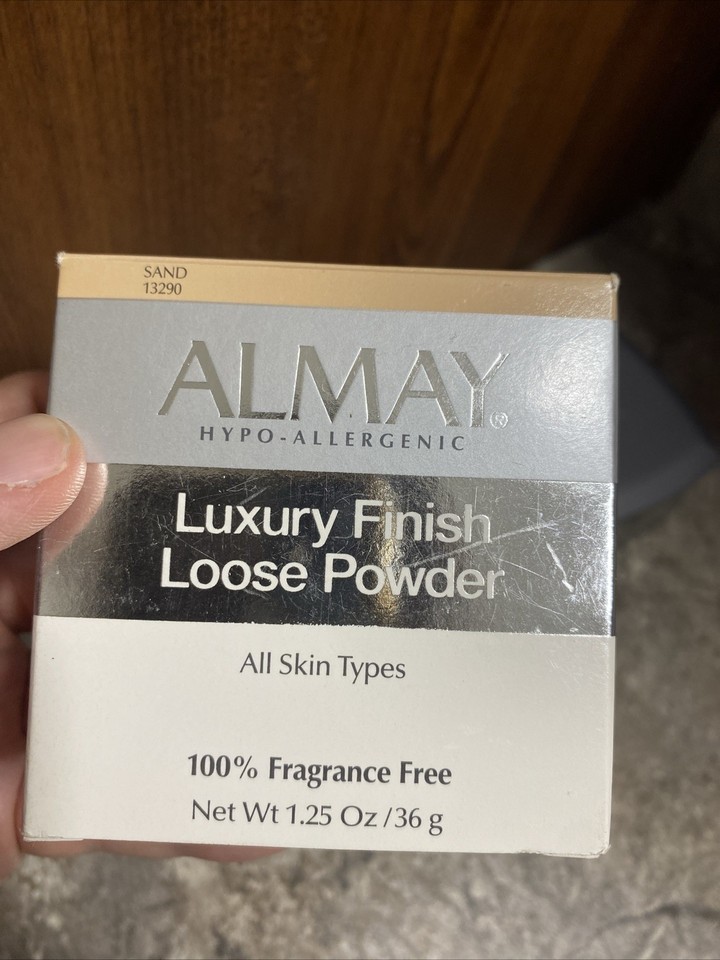 SAND
13290
ALMAY®
HYPO-ALLERGENIC
Luxury Finish
Loose Powder
All Skin Types
100% Fragrance Free
Net Wt 1.25 Oz/36 g